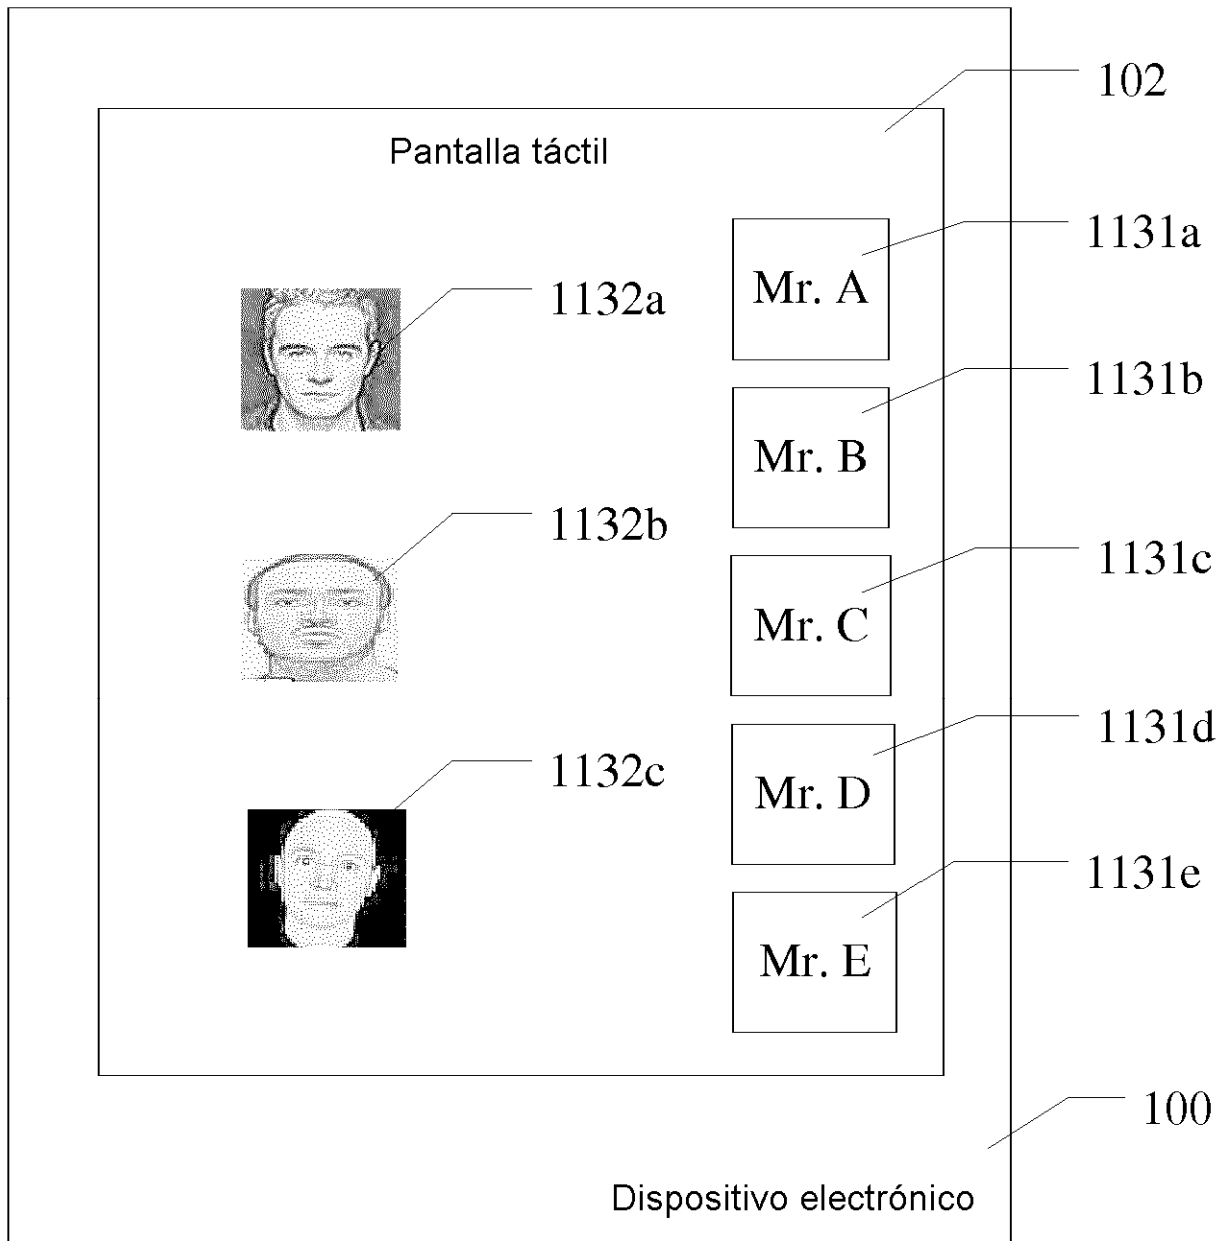 102
Pantalla táctil
1131a
Mr. A
1132a
1131b
Mr. B
1132b
1131c
Mr. C
1131d
1132c
Mr. D
1131e
Mr. E
100
Dispositivo electrónico